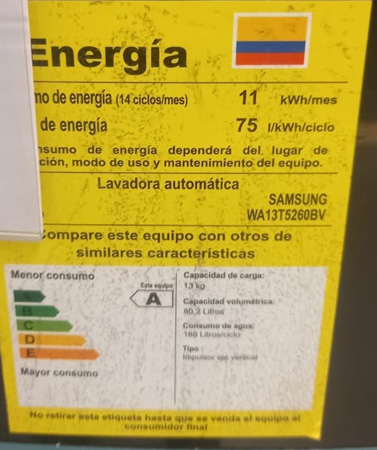 Energía
mo de energía (14 ciclos/mes) 11 kWh/mes
de energía 75 l/kWh/ciclo
nsumo de energía dependerá del lugar de
ción, modo de uso y mantenimiento del equipo.
Lavadora automática
SAMSUNG
WA13T5260BV
Compare este equipo con otros de
similares características
Menor consumo
Este equipo
A
A
B
C
D
E
Mayor consumo
Capacidad de carga:
13 kg
Capacidad volumétrica:
80,2 Litros
Consumo de agua:
169 Litros/ciclo
Tipo :
Impulsor eje vertical
No retirar esta etiqueta hasta que se venda el equipo al
consumidor final